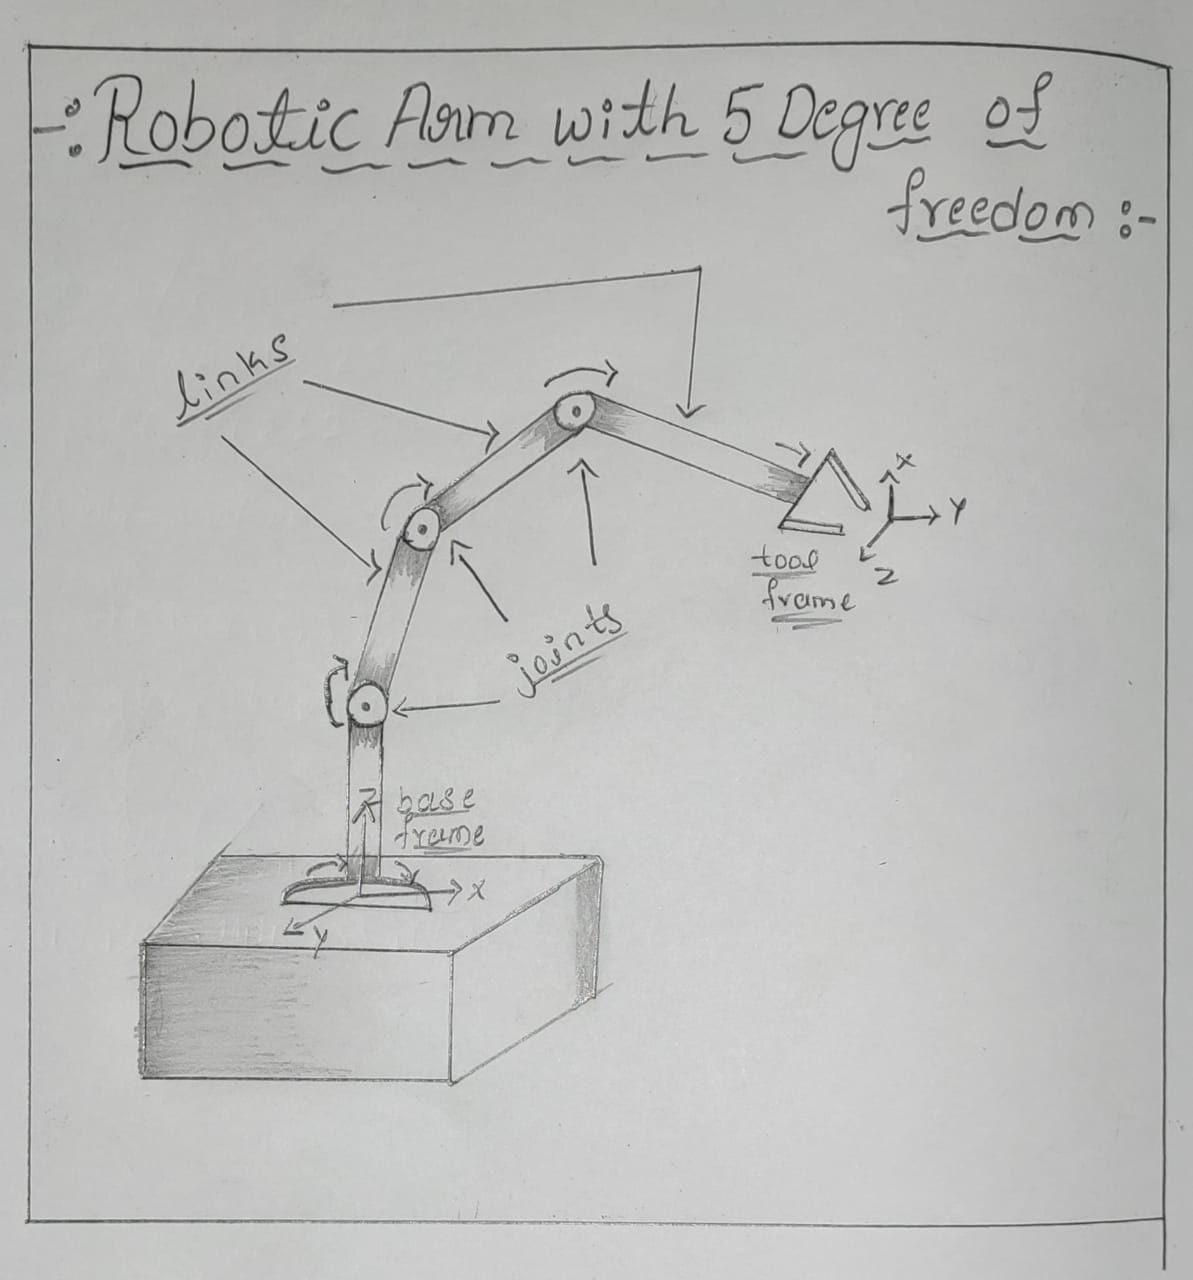 -: Robotic Arm with 5 Degree of
freedom :-
links
X
Y
Z
tool
frame
joints
Z
base
frame
X
Y